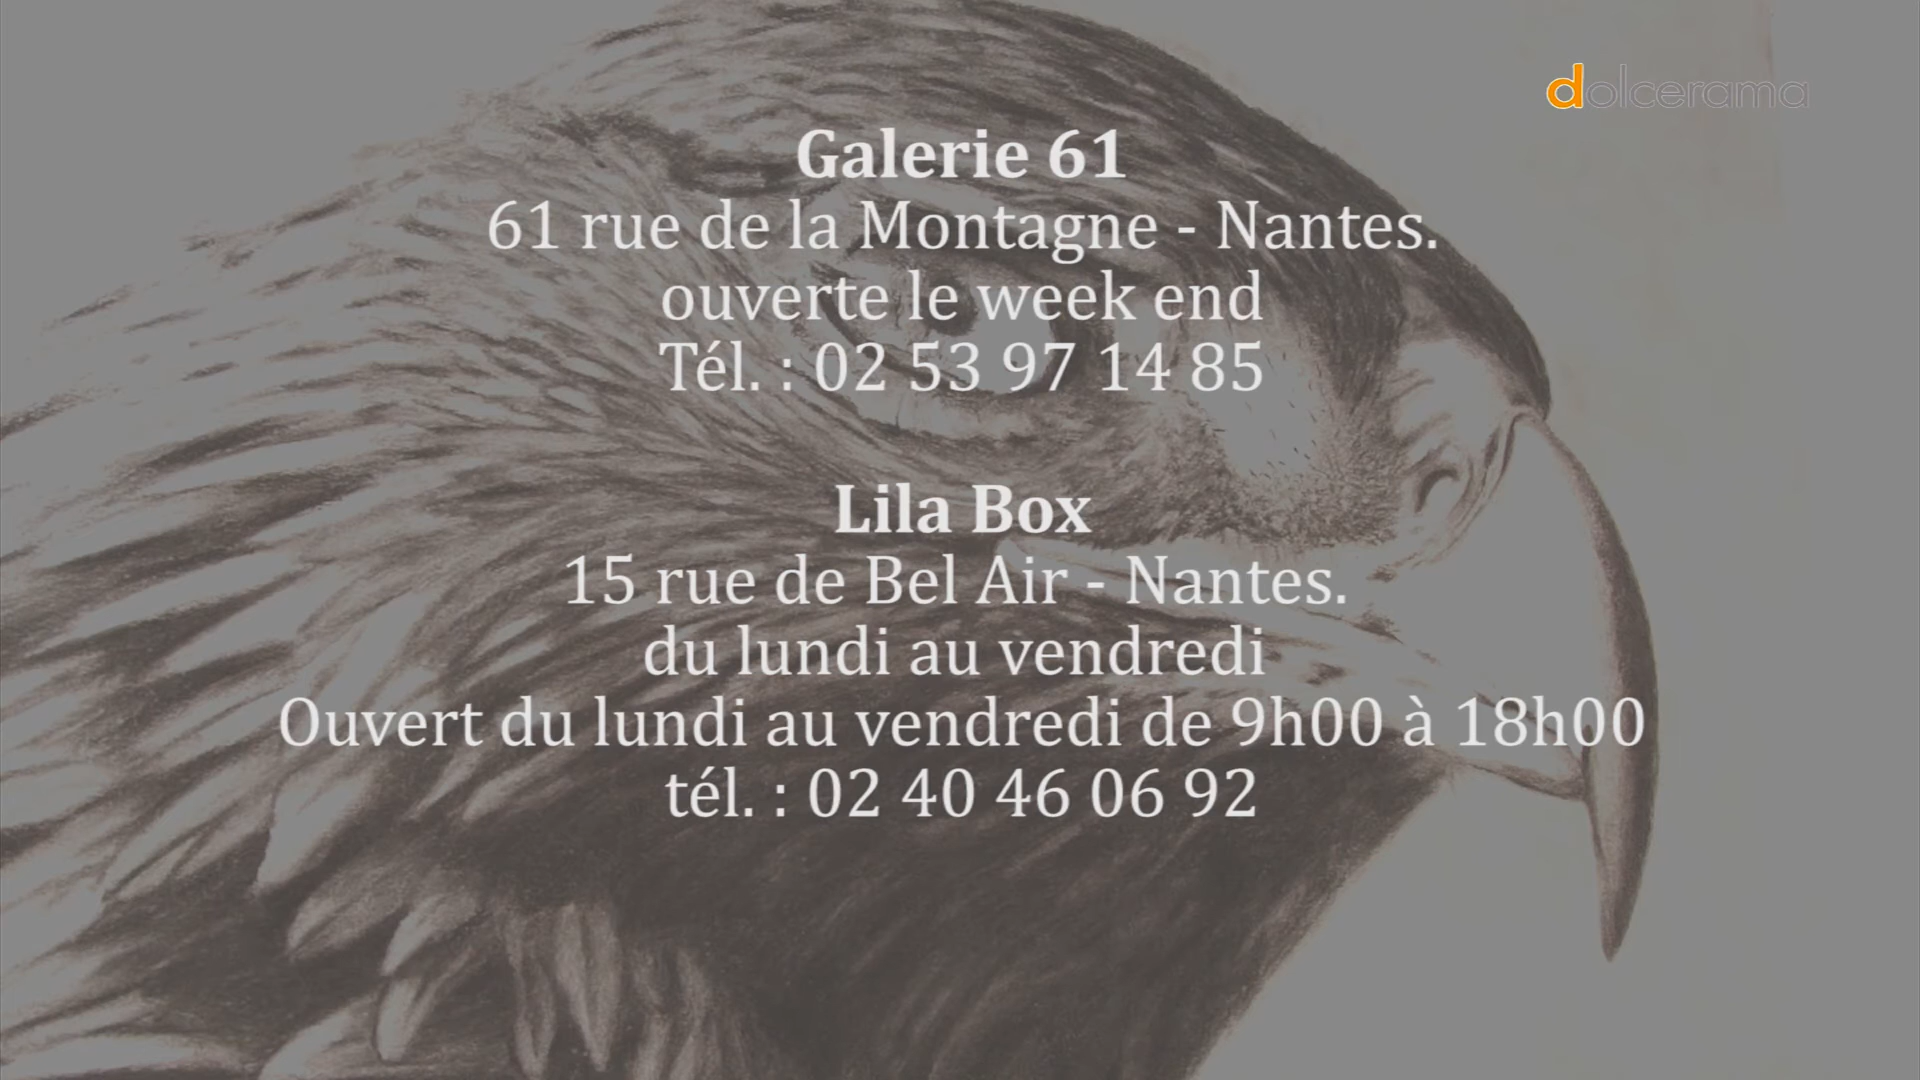 dolcerama
Galerie 61
61 rue de la Montagne - Nantes.
ouverte le week end
Tél. : 02 53 97 14 85
Lila Box
15 rue de Bel Air - Nantes.
du lundi au vendredi
Ouvert du lundi au vendredi de 9h00 à 18h00
tél. : 02 40 46 06 92